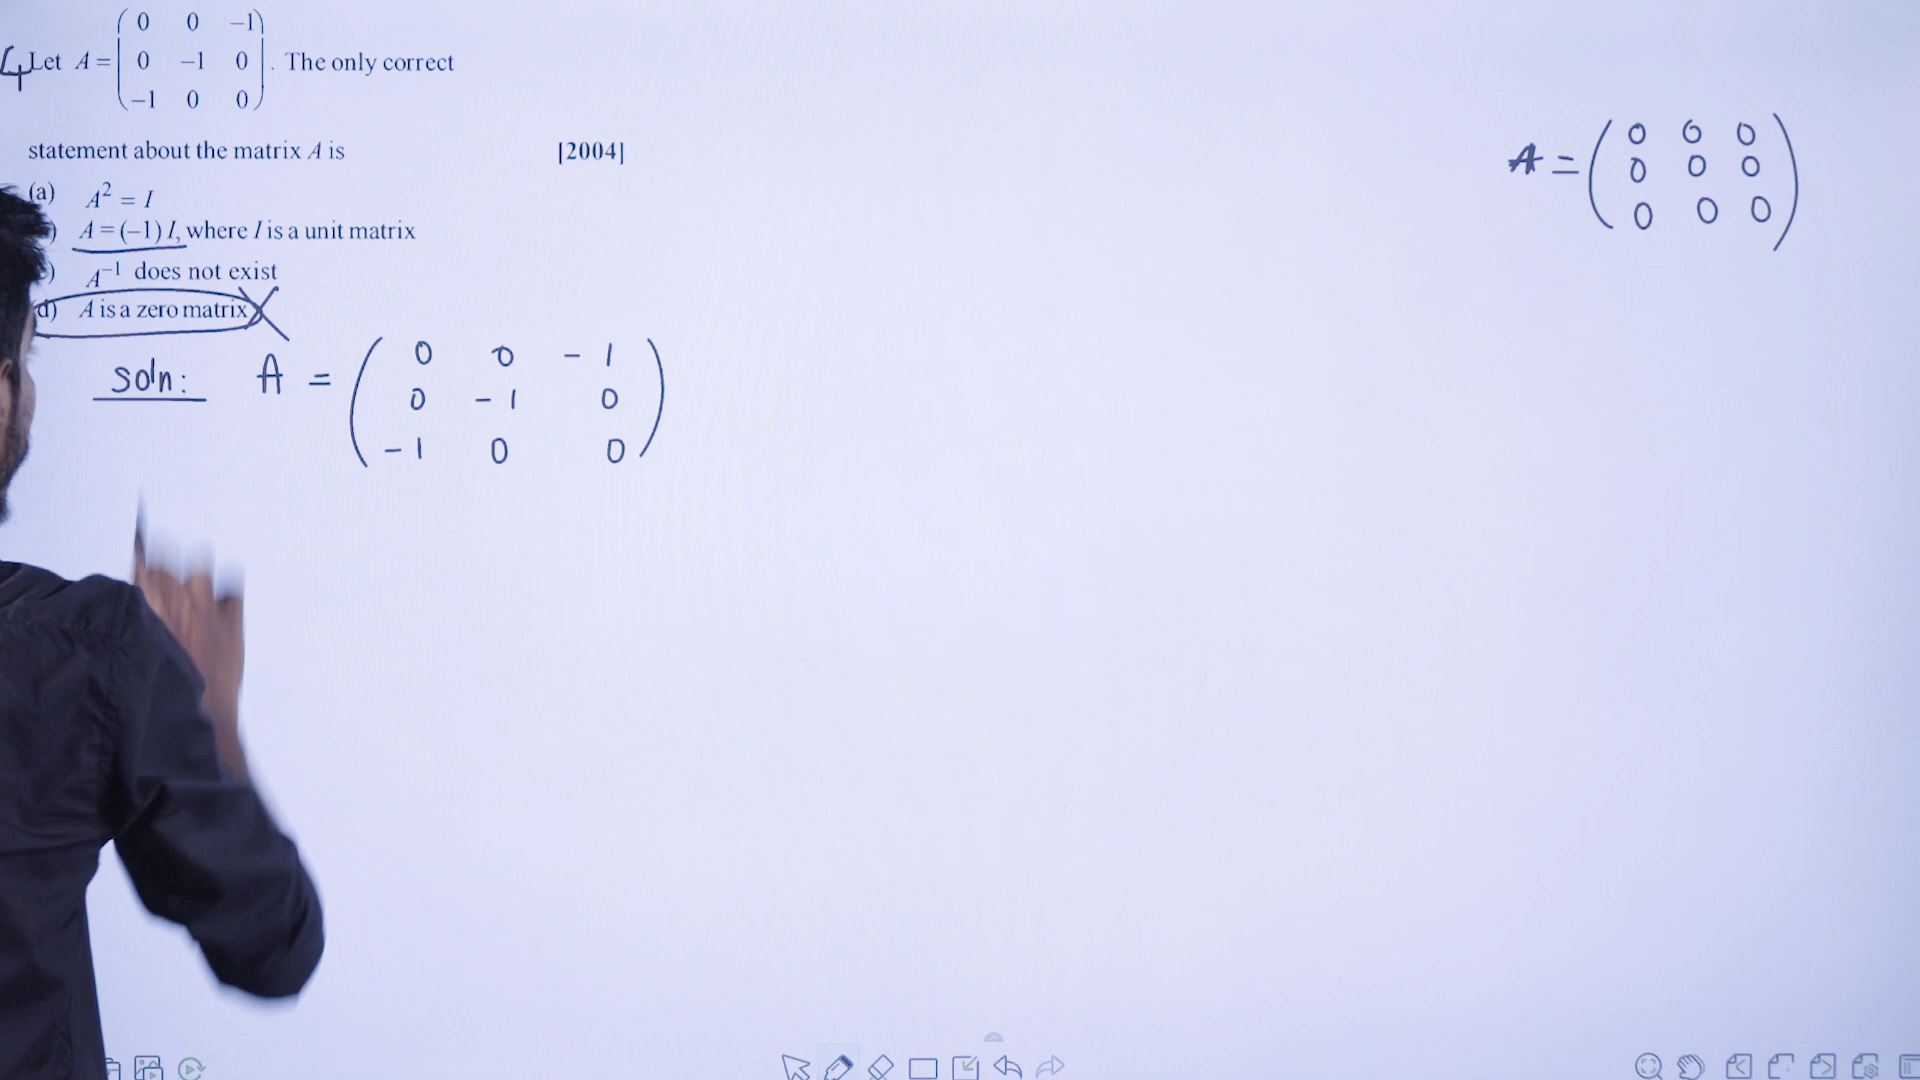 4 Let A = ( 0 0 −1
0 −1 0
−1 0 0 ) . The only correct
statement about the matrix A is [2004]
(a) A² = I
) A = (−1) I, where I is a unit matrix
) A⁻¹ does not exist
(d) A is a zero matrix
A = ( 0 0 0
0 0 0
0 0 0 )
soln: A = ( 0 0 - 1
0 - 1 0
- 1 0 0 )